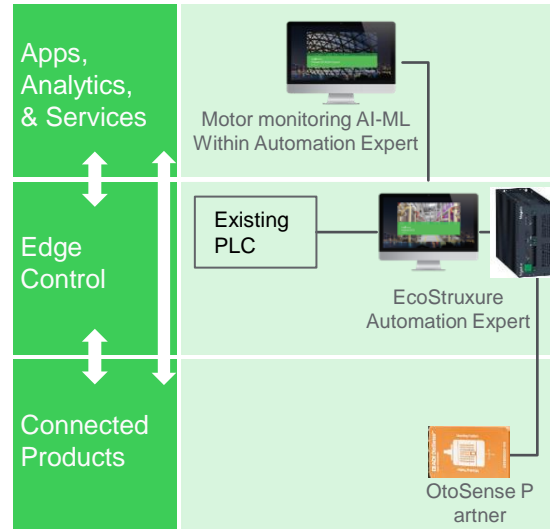 Apps,
Analytics,
& Services
Motor monitoring AI-ML
Within Automation Expert
Edge
Control
Existing
PLC
EcoStruxure
Automation Expert
Connected
Products
OtoSense P
artner